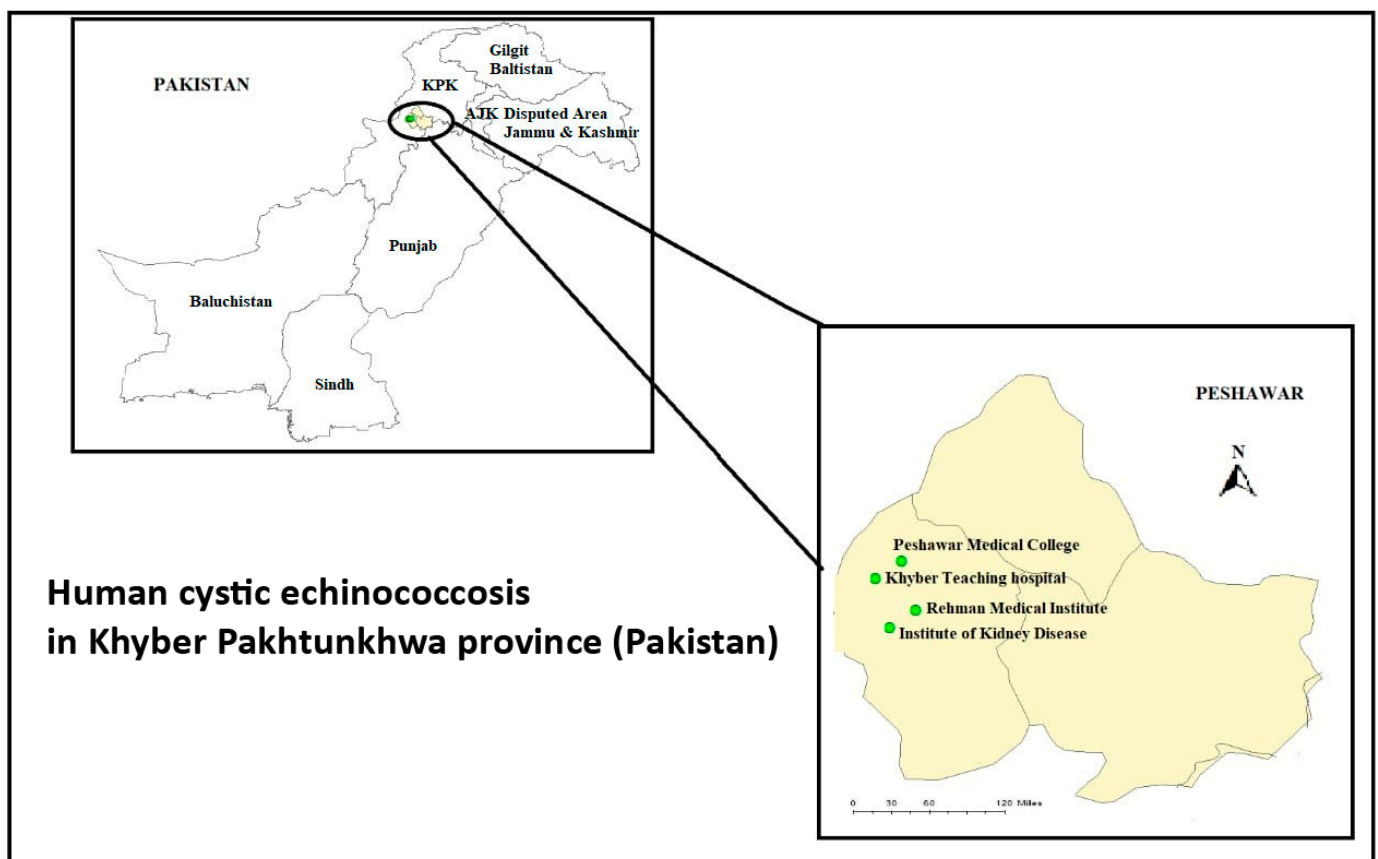 PAKISTAN
Gilgit
Baltistan
KPK
AJK Disputed Area
Jammu & Kashmir
Punjab
Baluchistan
Sindh
Human cystic echinococcosis
in Khyber Pakhtunkhwa province (Pakistan)
PESHAWAR
N
Peshawar Medical College
Khyber Teaching hospital
Rehman Medical Institute
Institute of Kidney Disease
0 30 60 120 Miles